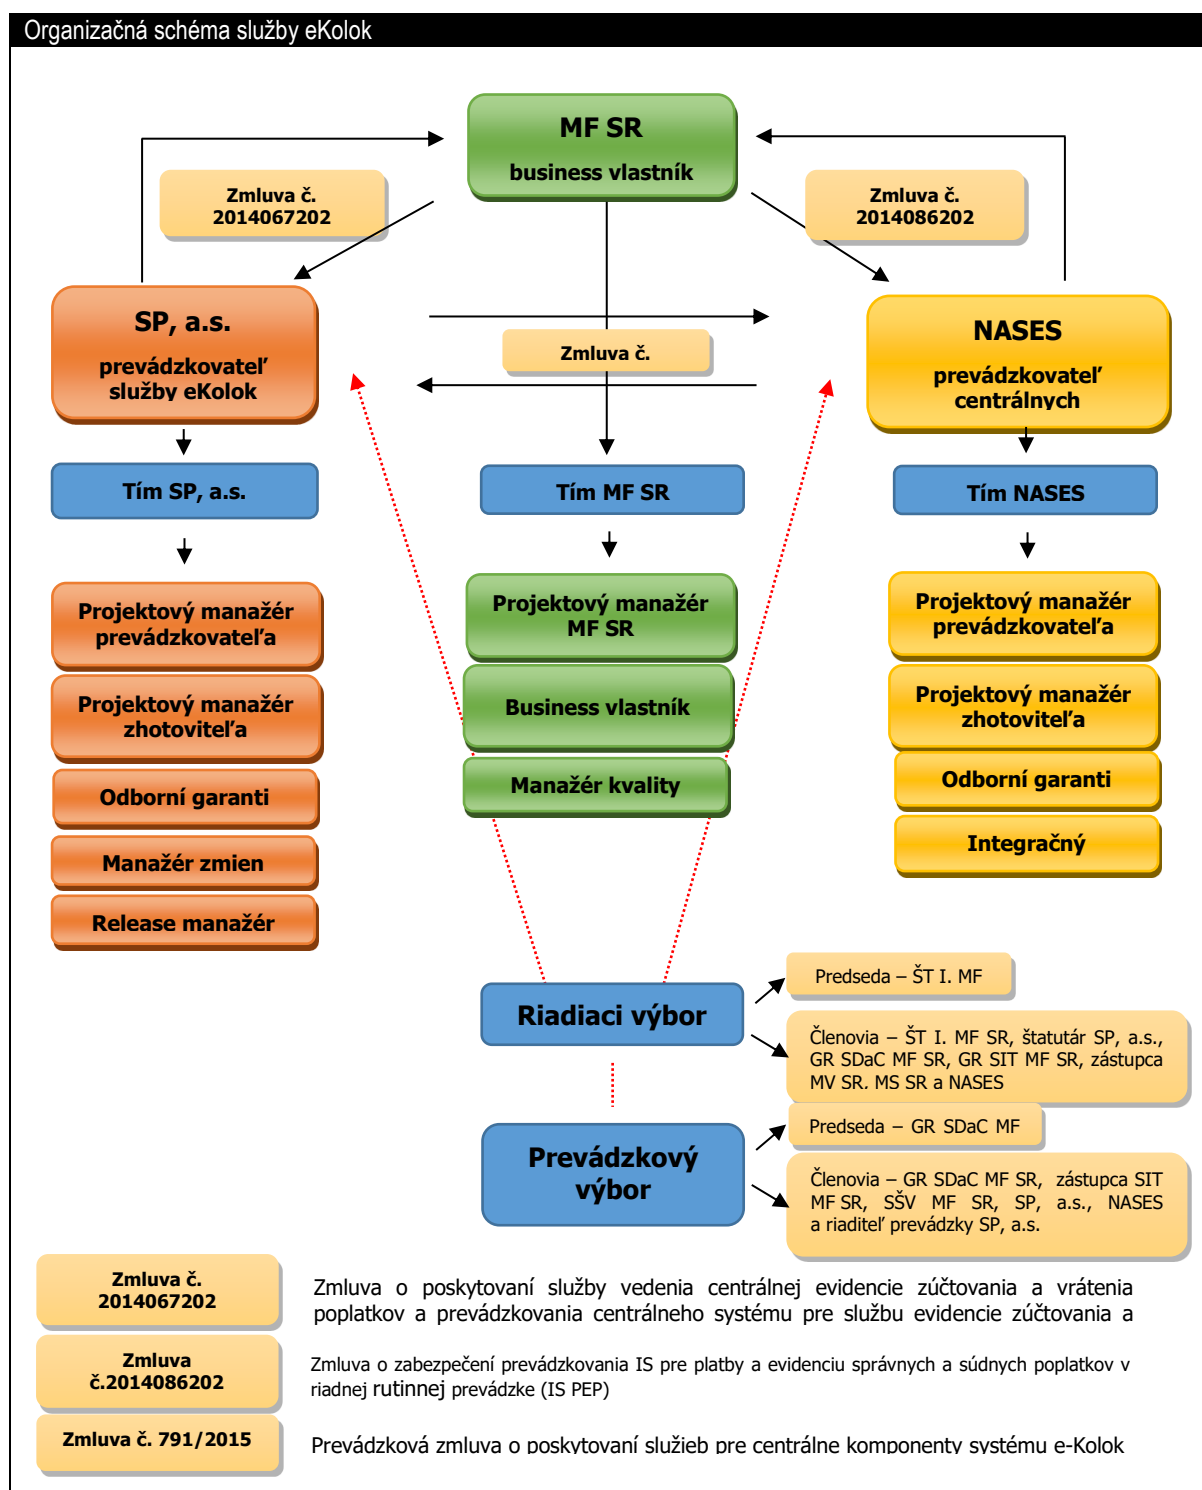 Organizačná schéma služby eKolok
MF SR
business vlastník
Zmluva č.
2014067202
Zmluva č.
2014086202
SP, a.s.
prevádzkovateľ
služby eKolok
Zmluva č.
NASES
prevádzkovateľ
centrálnych
Tím SP, a.s.
Tím MF SR
Tím NASES
Projektový manažér
prevádzkovateľa
Projektový manažér
zhotoviteľa
Odborní garanti
Manažér zmien
Release manažér
Projektový manažér
MF SR
Business vlastník
Manažér kvality
Projektový manažér
prevádzkovateľa
Projektový manažér
zhotoviteľa
Odborní garanti
Integračný
Riadiaci výbor
Predseda – ŠT I. MF
Členovia – ŠT I. MF SR, štatutár SP, a.s.,
GR SDaC MF SR, GR SIT MF SR, zástupca
MV SR, MS SR a NASES
Prevádzkový
výbor
Predseda – GR SDaC MF
Členovia – GR SDaC MF SR, zástupca SIT
MF SR, SŠV MF SR, SP, a.s., NASES
a riaditeľ prevádzky SP, a.s.
Zmluva č.
2014067202
Zmluva o poskytovaní služby vedenia centrálnej evidencie zúčtovania a vrátenia
poplatkov a prevádzkovania centrálneho systému pre službu evidencie zúčtovania a
Zmluva
č.2014086202
Zmluva o zabezpečení prevádzkovania IS pre platby a evidenciu správnych a súdnych poplatkov v
riadnej rutinnej prevádzke (IS PEP)
Zmluva č. 791/2015
Prevádzková zmluva o poskytovaní služieb pre centrálne komponenty systému e-Kolok